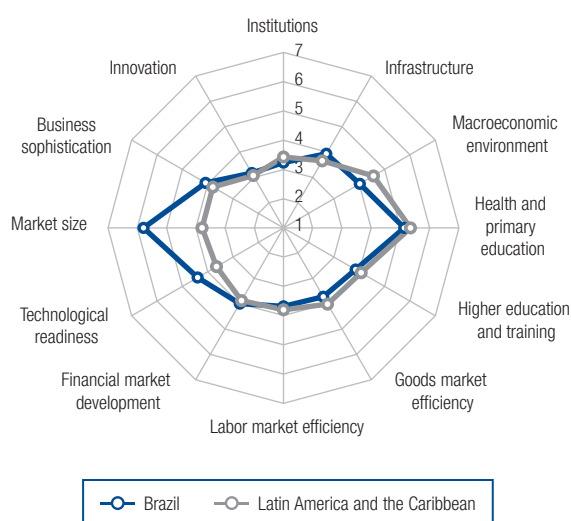 Institutions
Infrastructure
Macroeconomic
environment
Health and
primary
education
Higher education
and training
Goods market
efficiency
Labor market efficiency
Financial market
development
Technological
readiness
Market size
Business
sophistication
Innovation
7
6
5
4
3
2
1
Brazil
Latin America and the Caribbean